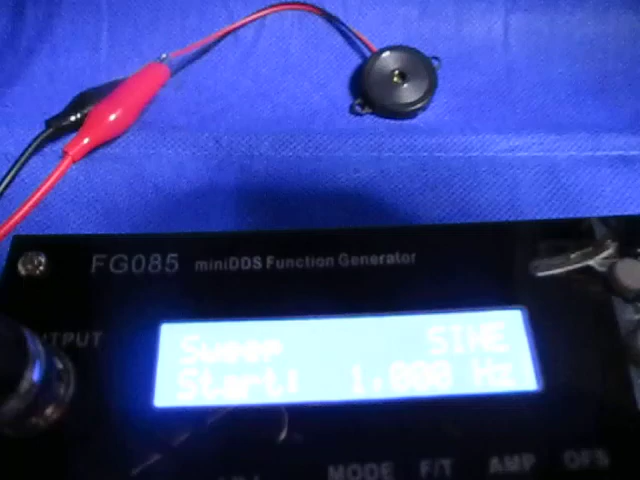 FG085 miniDDS Function Generator
OUTPUT
Sweep SINE
Start: 1.000 Hz
MODE F/T AMP OFS